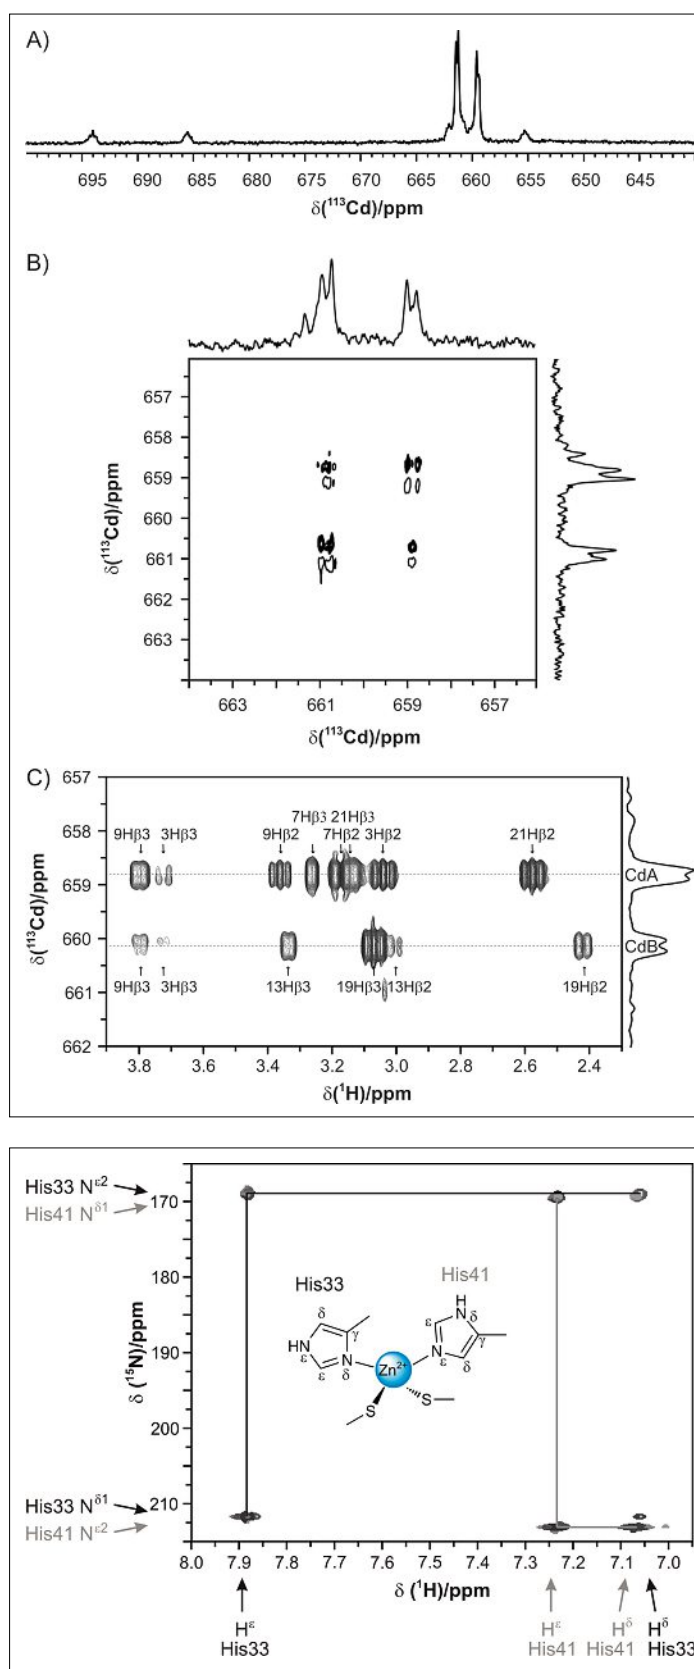 A)
695 690 685 680 675 670 665 660 655 650 645
δ(¹¹³Cd)/ppm
B)
657
658
659
660
661
662
663
δ(¹¹³Cd)/ppm
663 661 659 657
δ(¹¹³Cd)/ppm
C)
657
658
659
660
661
662
δ(¹¹³Cd)/ppm
7Hβ3 21Hβ3
9Hβ3 3Hβ3 9Hβ2 7Hβ2 3Hβ2 21Hβ2
CdA
CdB
9Hβ3 3Hβ3 13Hβ3 19Hβ3 13Hβ2 19Hβ2
3.8 3.6 3.4 3.2 3.0 2.8 2.6 2.4
δ(¹H)/ppm
His33 Nε2
His41 Nδ1
170
180
190
200
210
δ (¹⁵N)/ppm
His33
His41
H
N
δ
ε
γ
δ
HN
ε
N
ε
δ
γ
N
ε
δ
Zn²⁺
S
S
His33 Nδ1
His41 Nε2
8.0 7.9 7.8 7.7 7.6 7.5 7.4 7.3 7.2 7.1 7.0
δ (¹H)/ppm
Hε Hε Hδ Hδ
His33 His41 His41 His33